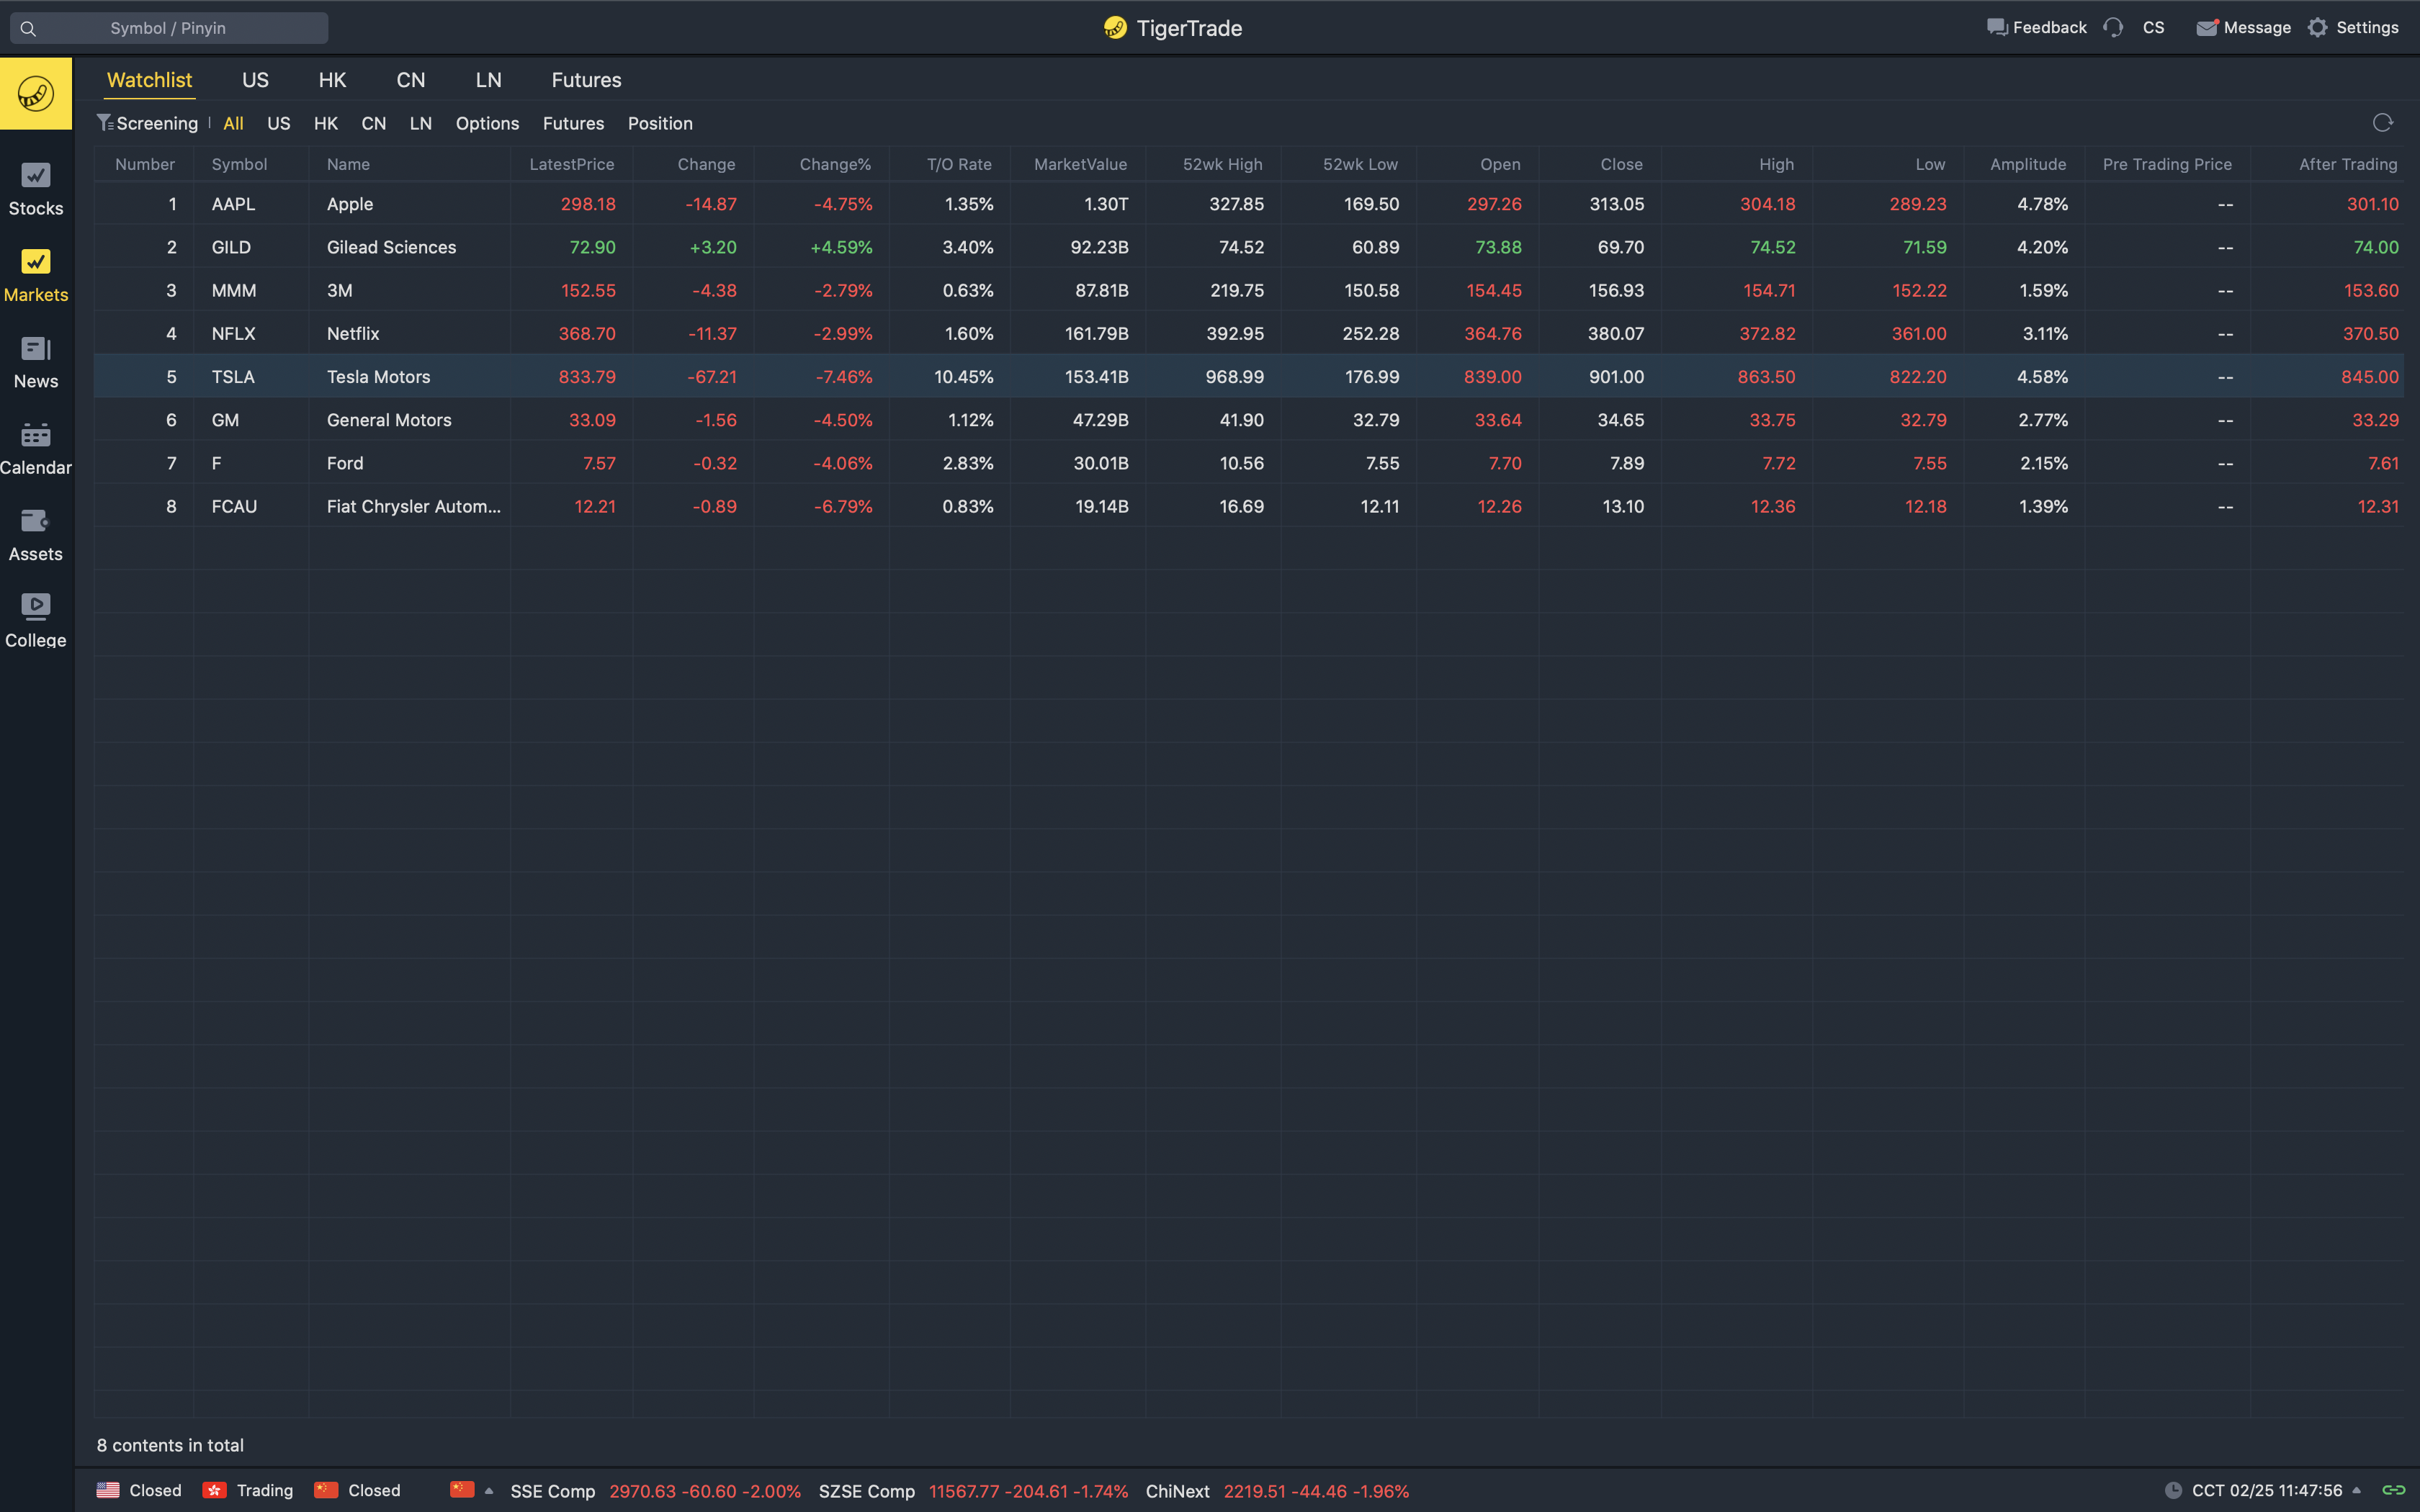 Symbol / Pinyin TigerTrade Feedback CS Message Settings
Watchlist US HK CN LN Futures
Screening All US HK CN LN Options Futures Position
Number Symbol Name LatestPrice Change Change% T/O Rate MarketValue 52wk High 52wk Low Open Close High Low Amplitude Pre Trading Price After Trading
1 AAPL Apple 298.18 -14.87 -4.75% 1.35% 1.30T 327.85 169.50 297.26 313.05 304.18 289.23 4.78% -- 301.10
2 GILD Gilead Sciences 72.90 +3.20 +4.59% 3.40% 92.23B 74.52 60.89 73.88 69.70 74.52 71.59 4.20% -- 74.00
3 MMM 3M 152.55 -4.38 -2.79% 0.63% 87.81B 219.75 150.58 154.45 156.93 154.71 152.22 1.59% -- 153.60
4 NFLX Netflix 368.70 -11.37 -2.99% 1.60% 161.79B 392.95 252.28 364.76 380.07 372.82 361.00 3.11% -- 370.50
5 TSLA Tesla Motors 833.79 -67.21 -7.46% 10.45% 153.41B 968.99 176.99 839.00 901.00 863.50 822.20 4.58% -- 845.00
6 GM General Motors 33.09 -1.56 -4.50% 1.12% 47.29B 41.90 32.79 33.64 34.65 33.75 32.79 2.77% -- 33.29
7 F Ford 7.57 -0.32 -4.06% 2.83% 30.01B 10.56 7.55 7.70 7.89 7.72 7.55 2.15% -- 7.61
8 FCAU Fiat Chrysler Autom... 12.21 -0.89 -6.79% 0.83% 19.14B 16.69 12.11 12.26 13.10 12.36 12.18 1.39% -- 12.31
Stocks
Markets
News
Calendar
Assets
College
8 contents in total
Closed Trading Closed SSE Comp 2970.63 -60.60 -2.00% SZSE Comp 11567.77 -204.61 -1.74% ChiNext 2219.51 -44.46 -1.96% CCT 02/25 11:47:56